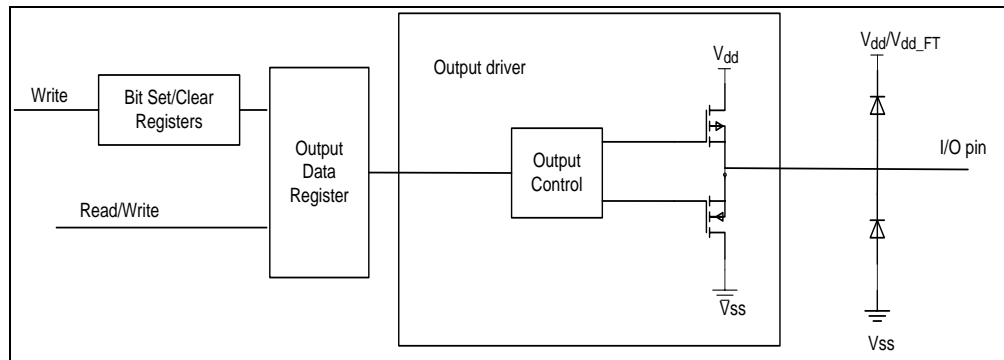 Write
Bit Set/Clear
Registers
Read/Write
Output
Data
Register
Output driver
Output
Control
Vdd
Vss
Vdd/Vdd_FT
I/O pin
Vss